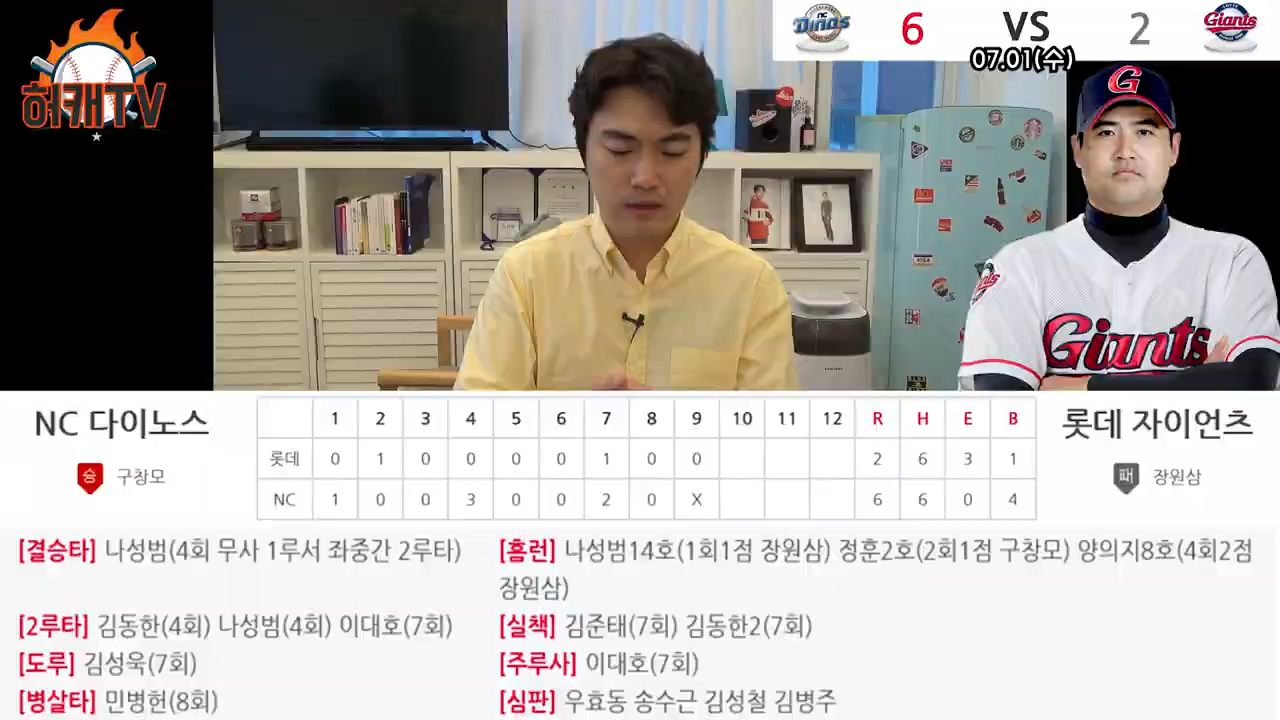 허캐TV
NC Dinos 6 VS 2 Giants
07.01(수)
G
Giants
NC 다이노스
승 구창모
롯데 자이언츠
패 장원삼
1 2 3 4 5 6 7 8 9 10 11 12 R H E B
롯데 0 1 0 0 0 0 1 0 0 2 6 3 1
NC 1 0 0 3 0 0 2 0 X 6 6 0 4
[결승타] 나성범(4회 무사 1루서 좌중간 2루타)
[홈런] 나성범14호(1회1점 장원삼) 정훈2호(2회1점 구창모) 양의지8호(4회2점
장원삼)
[2루타] 김동한(4회) 나성범(4회) 이대호(7회)
[실책] 김준태(7회) 김동한2(7회)
[도루] 김성욱(7회)
[주루사] 이대호(7회)
[병살타] 민병헌(8회)
[심판] 우효동 송수근 김성철 김병주